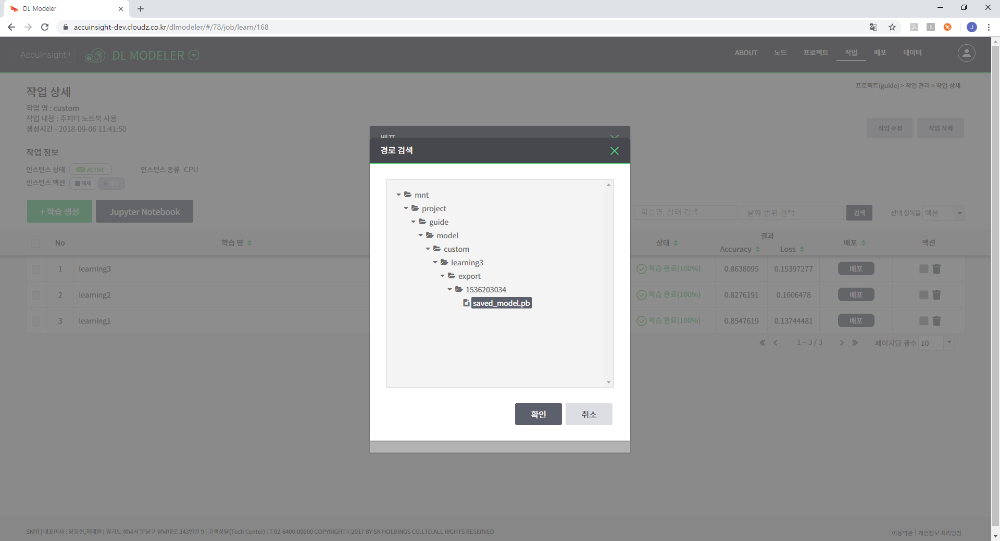 DL Modeler
accuinsight-dev.cloudz.co.kr/dlmodeler/#/78/job/learn/168
J
AccuInsight+
DL MODELER
ABOUT 노드 프로젝트 작업 배포 데이터
작업 상세
프로젝트(guide) > 작업 관리 > 작업 상세
작업 명 : custom
작업 내용 : 주피터 노트북 사용
생성시간 - 2018-09-06 11:41:50
작업 수정 작업 삭제
작업 정보
인스턴스 상태 ACTIVE 인스턴스 종류 CPU
인스턴스 액션 해제
+ 학습 생성 Jupyter Notebook
학습명, 상태 검색 날짜 범위 선택 검색 선택 항목을 액션
No 학습 명 상태 결과 배포 액션
Accuracy Loss
1 learning3 학습 완료(100%) 0.8638095 0.15397277 배포
2 learning2 학습 완료(100%) 0.8276191 0.1606478 배포
3 learning1 학습 완료(100%) 0.8547619 0.13744481 배포
1 ~ 3 / 3 페이지당 행수 10
배포
경로 검색
mnt
project
guide
model
custom
learning3
export
1536203034
saved_model.pb
확인 취소
SK㈜ | 대표이사 : 장동현,최태원 | 경기도 성남시 분당구 성남대로 343번길 9 | 고객상담(Tech Center) : T 02-6400-00000 COPYRIGHTⓒ2017 BY SK HOLDINGS CO.LTD.ALL RIGHTS RESERVED
이용약관 | 개인정보 처리방침